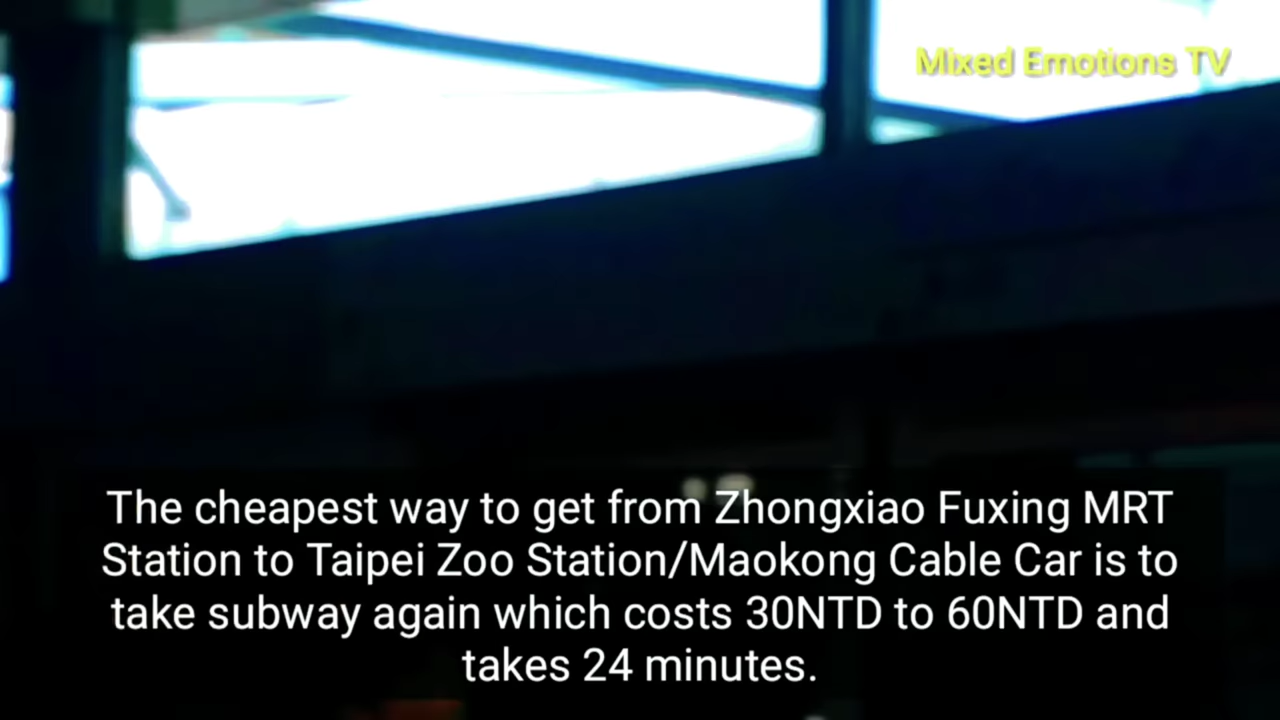 Mixed Emotions TV
The cheapest way to get from Zhongxiao Fuxing MRT
Station to Taipei Zoo Station/Maokong Cable Car is to
take subway again which costs 30NTD to 60NTD and
takes 24 minutes.